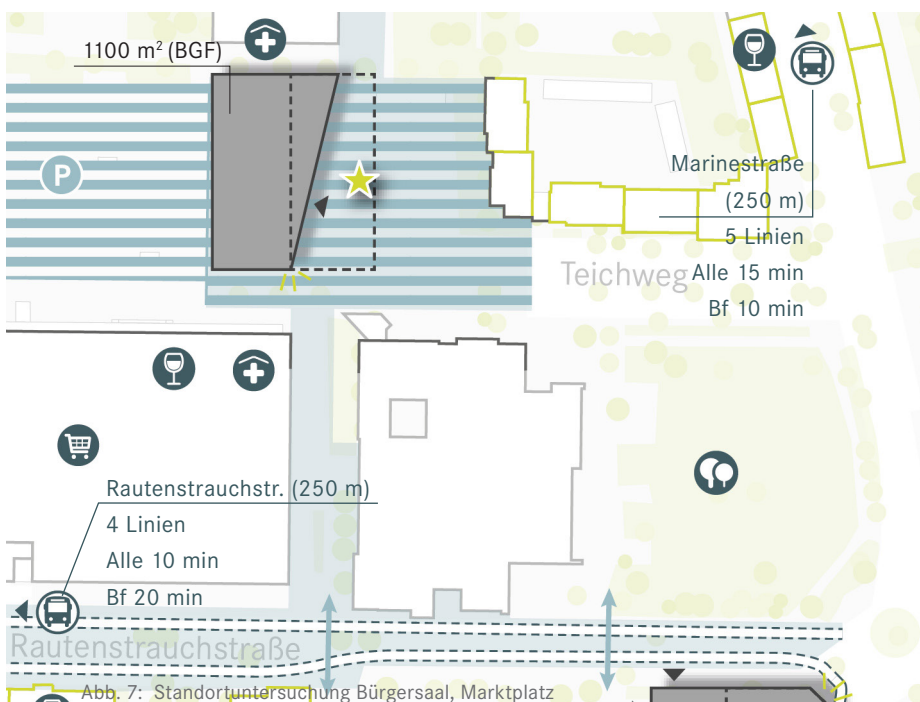 1100 m² (BGF)
P
Marinestraße
(250 m)
5 Linien
Alle 15 min
Bf 10 min
Teichweg
Rautenstrauchstr. (250 m)
4 Linien
Alle 10 min
Bf 20 min
Rautenstrauchstraße
Abb. 7: Standortuntersuchung Bürgersaal, Marktplatz